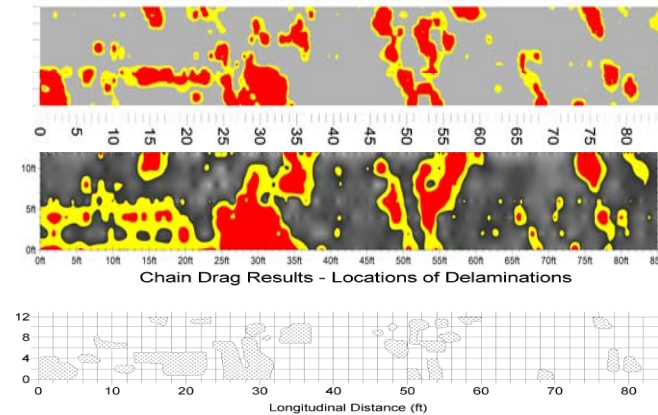 0 5 10 15 20 25 30 35 40 45 50 55 60 65 70 75 80
10ft
5ft
0ft
0ft 5ft 10ft 15ft 20ft 25ft 30ft 35ft 40ft 45ft 50ft 55ft 60ft 65ft 70ft 75ft 80ft 85ft
Chain Drag Results - Locations of Delaminations
12
8
4
0
0 10 20 30 40 50 60 70 80
Longitudinal Distance (ft)